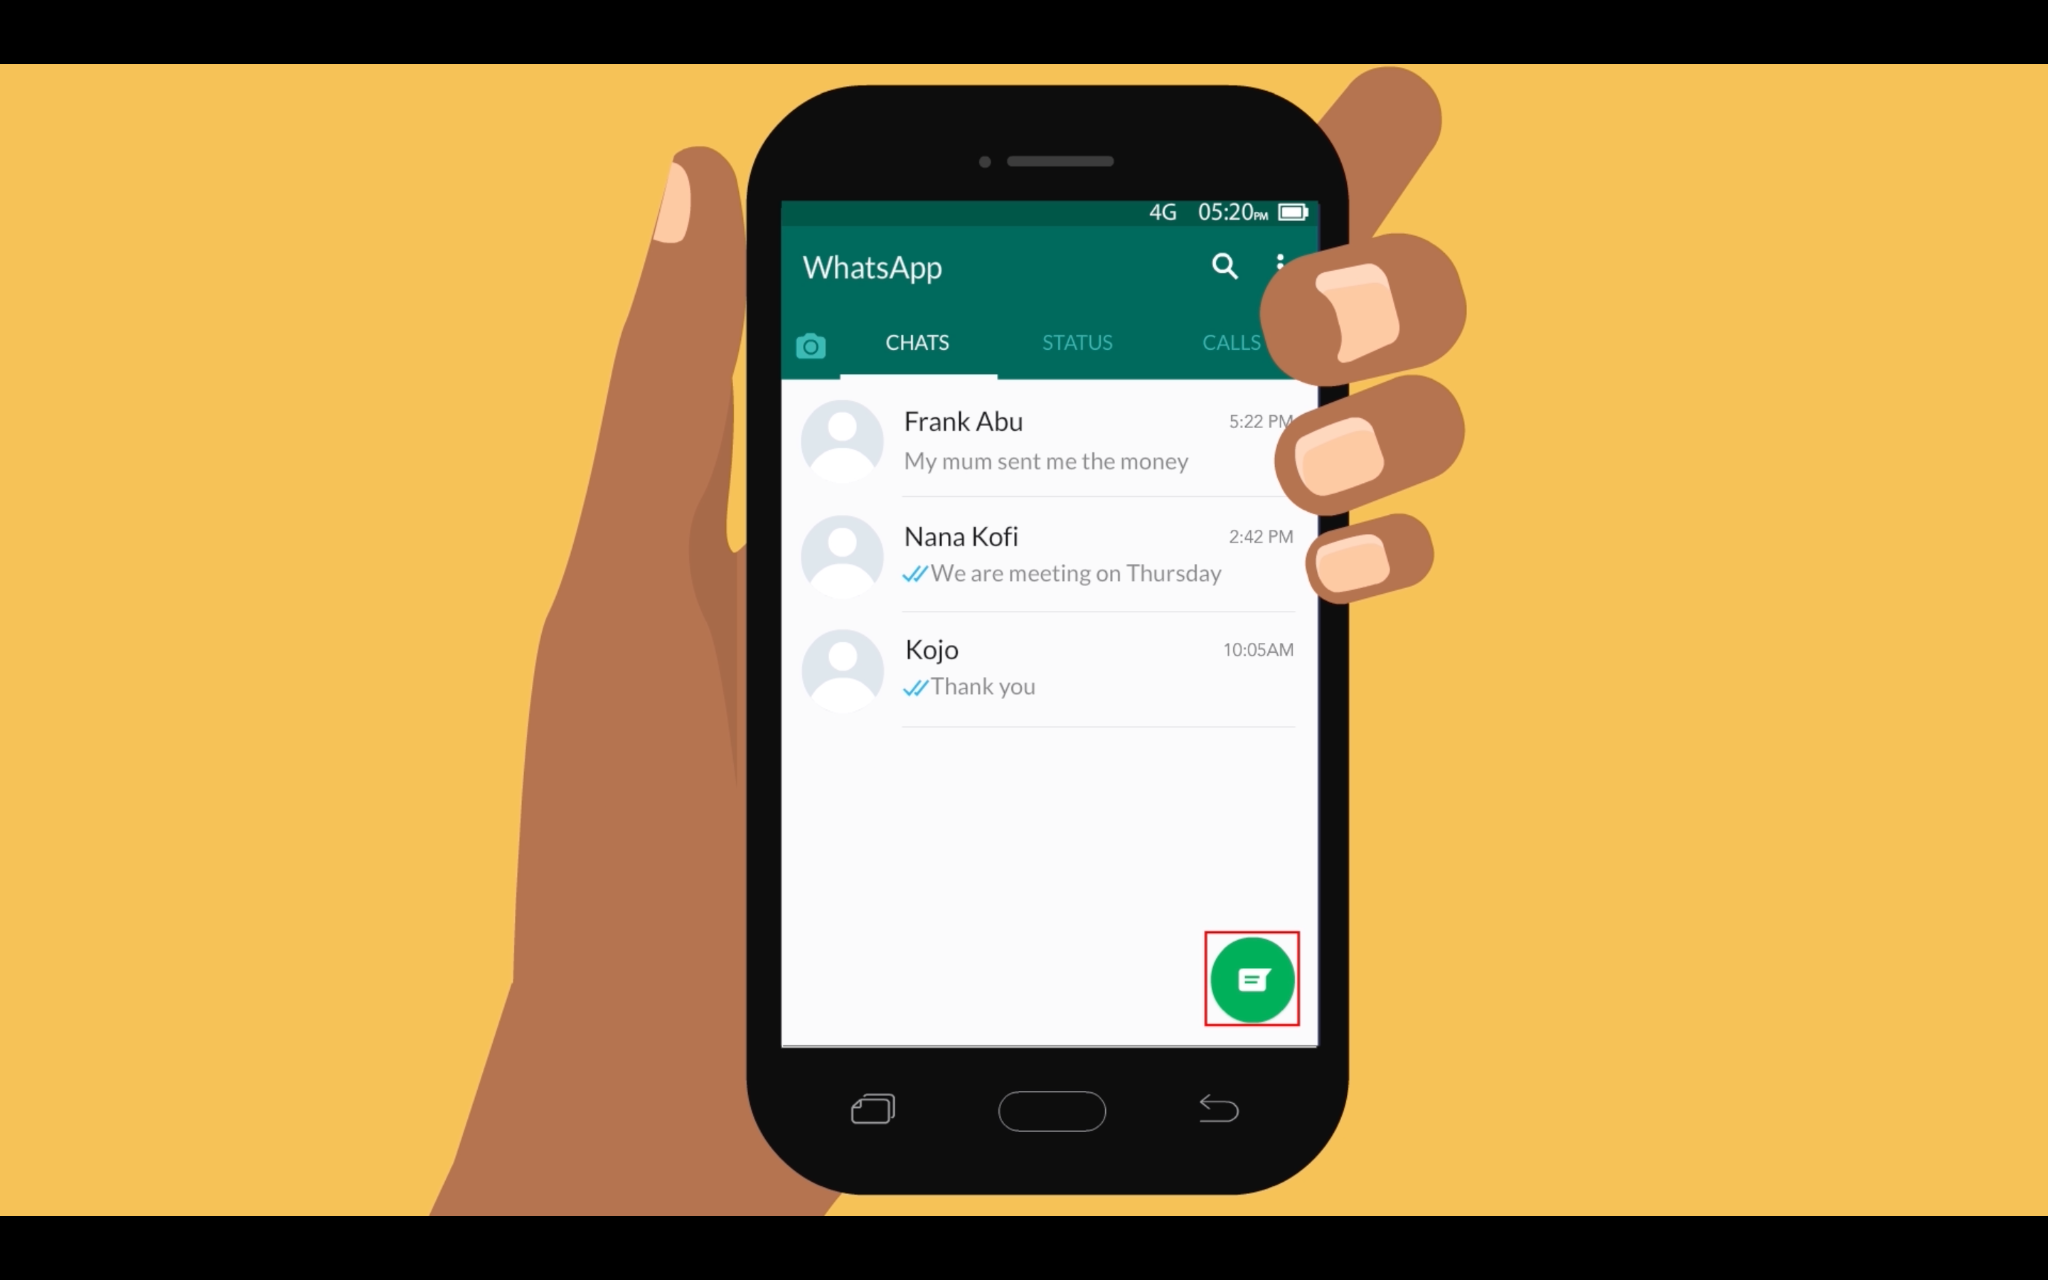 4G 05:20PM
WhatsApp
CHATS STATUS CALLS
Frank Abu 5:22 PM
My mum sent me the money
Nana Kofi 2:42 PM
We are meeting on Thursday
Kojo 10:05AM
Thank you